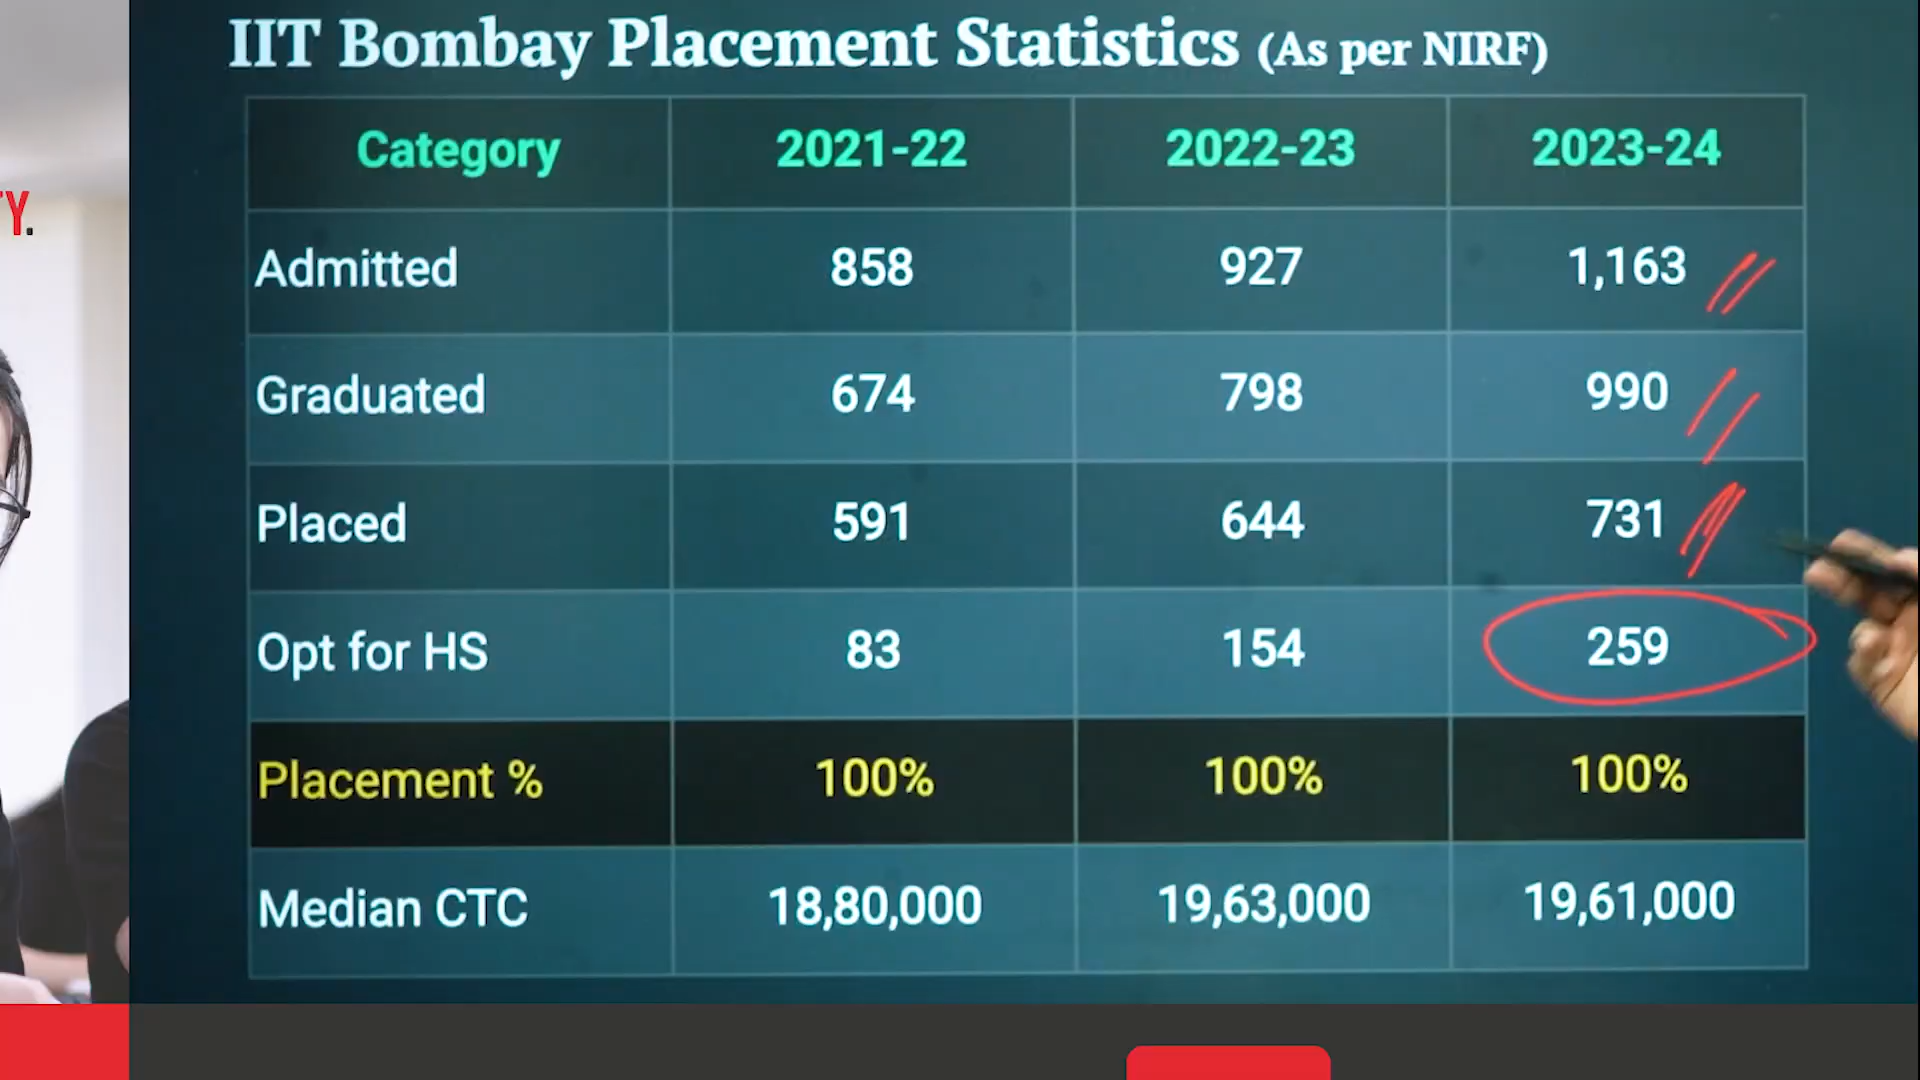 IIT Bombay Placement Statistics (As per NIRF)
Category 2021-22 2022-23 2023-24
Admitted 858 927 1,163
Graduated 674 798 990
Placed 591 644 731
Opt for HS 83 154 259
Placement % 100% 100% 100%
Median CTC 18,80,000 19,63,000 19,61,000